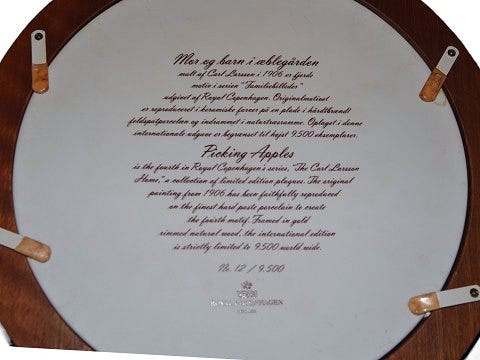 Mor og barn i æblegården
malt af Carl Larsson i 1906 er fjerde
motiv i serien "Familiebilleder"
udgivet af Royal Copenhagen. Originalmotivet
er reproduceret i keramiske farver på en plade i hårdtbrændt
feldspatporcelæn og indrammet i naturtræramme. Oplaget i denne
internationale udgave er begrænset til højst 9.500 eksemplarer.
Picking Apples
is the fourth in Royal Copenhagen's series, "The Carl Larsson
Home," a collection of limited edition plaques. The original
painting from 1906 has been faithfully reproduced
on the finest hard paste porcelain to create
the fourth motif. Framed in gold
rimmed natural wood, the international edition
is strictly limited to 9.500 world wide.
No. 12 / 9.500
ROYAL COPENHAGEN